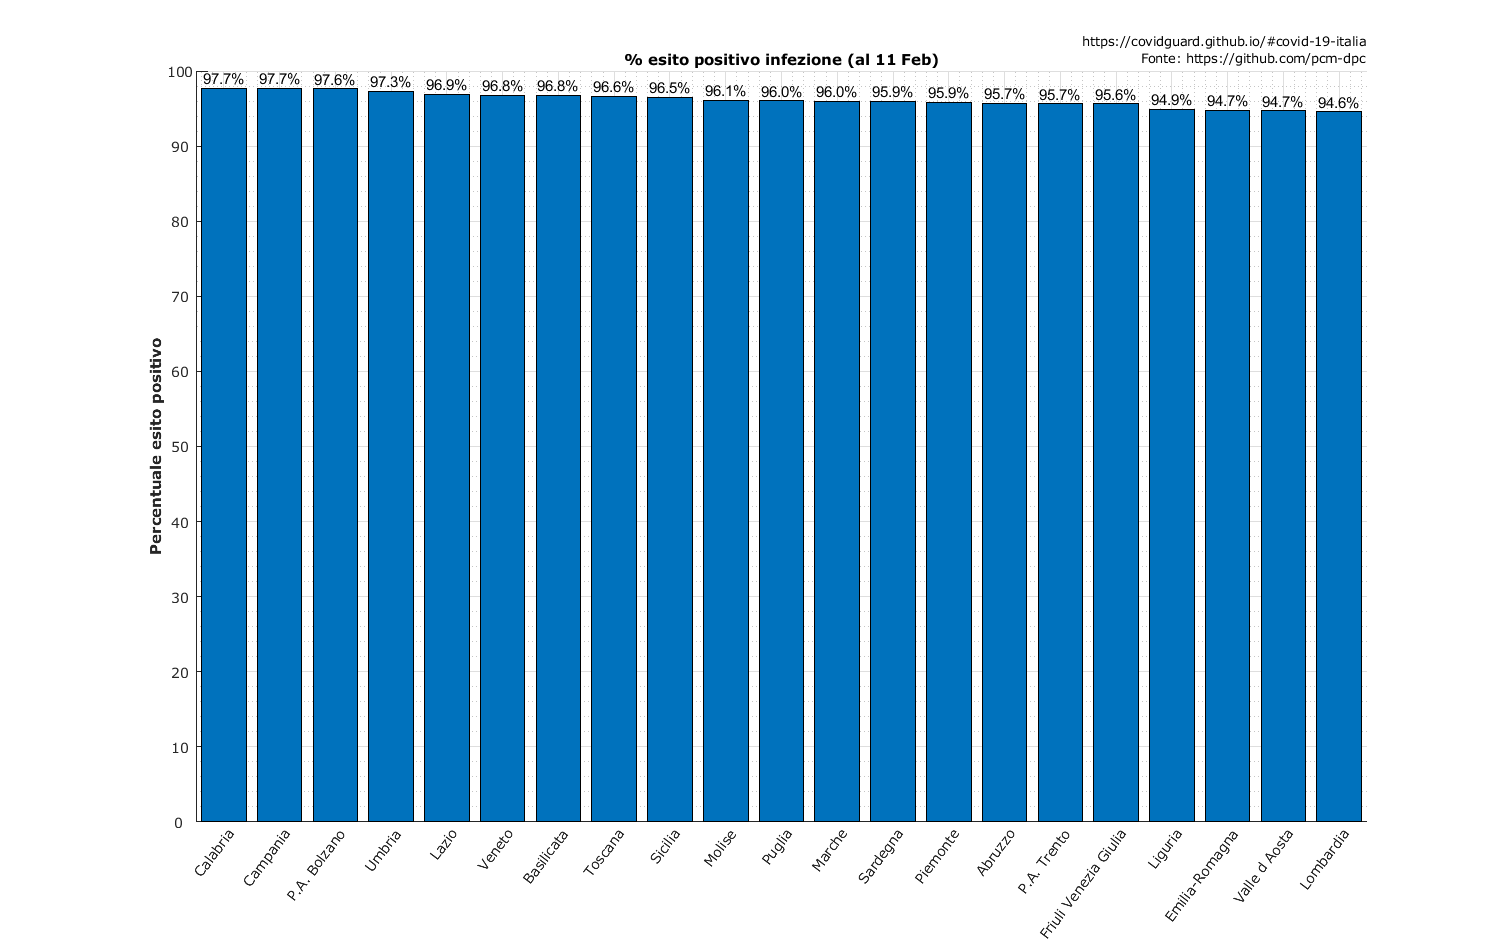 https://covidguard.github.io/#covid-19-italia
% esito positivo infezione (al 11 Feb)
Fonte: https://github.com/pcm-dpc
Percentuale esito positivo
100
90
80
70
60
50
40
30
20
10
0
97.7%
97.7%
97.6%
97.3%
96.9%
96.8%
96.8%
96.6%
96.5%
96.1%
96.0%
96.0%
95.9%
95.9%
95.7%
95.7%
95.6%
94.9%
94.7%
94.7%
94.6%
Calabria
Campania
P.A. Bolzano
Umbria
Lazio
Veneto
Basilicata
Toscana
Sicilia
Molise
Puglia
Marche
Sardegna
Piemonte
Abruzzo
P.A. Trento
Friuli Venezia Giulia
Liguria
Emilia-Romagna
Valle d Aosta
Lombardia